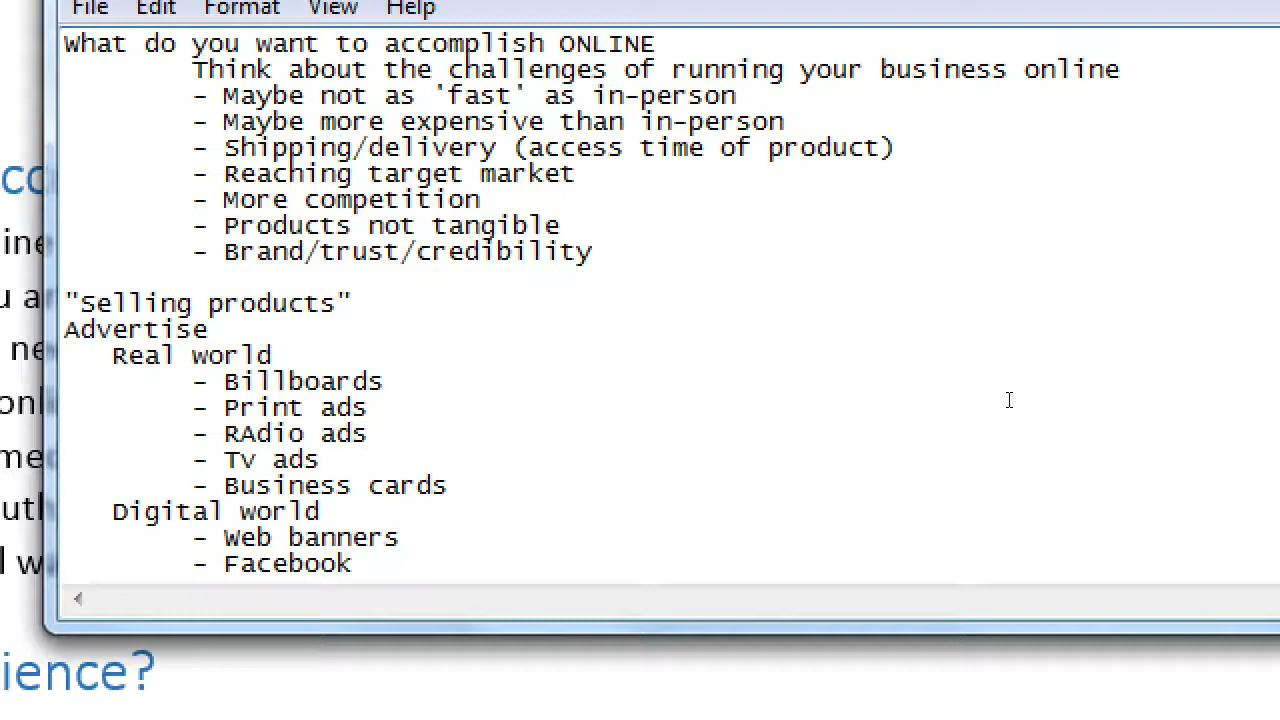 File Edit Format View Help
What do you want to accomplish ONLINE
Think about the challenges of running your business online
- Maybe not as 'fast' as in-person
- Maybe more expensive than in-person
- Shipping/delivery (access time of product)
- Reaching target market
- More competition
- Products not tangible
- Brand/trust/credibility
"Selling products"
Advertise
Real world
- Billboards
- Print ads
- RAdio ads
- Tv ads
- Business cards
Digital world
- Web banners
- Facebook
ience?